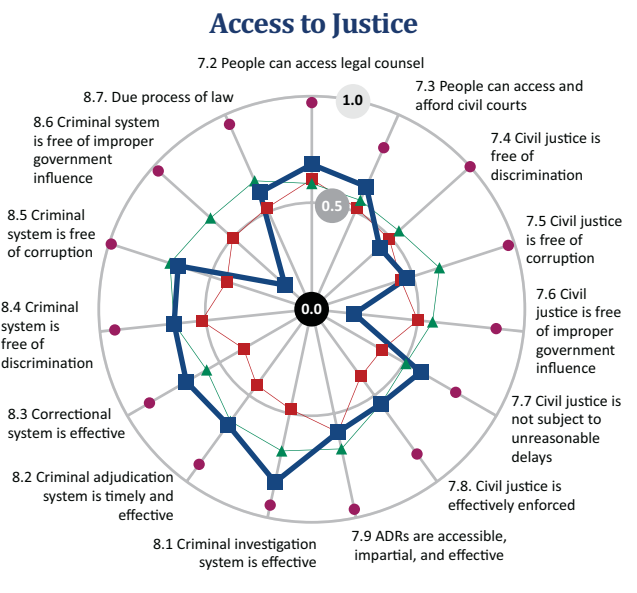 Access to Justice
7.2 People can access legal counsel
1.0
7.3 People can access and
afford civil courts
7.4 Civil justice is
free of
discrimination
0.5
7.5 Civil justice
is free of
corruption
0.0
7.6 Civil
justice is free
of improper
government
influence
7.7 Civil justice is
not subject to
unreasonable
delays
7.8. Civil justice is
effectively enforced
7.9 ADRs are accessible,
impartial, and effective
8.1 Criminal investigation
system is effective
8.2 Criminal adjudication
system is timely and
effective
8.3 Correctional
system is effective
8.4 Criminal
system is
free of
discrimination
8.5 Criminal
system is free
of corruption
8.6 Criminal system
is free of improper
government
influence
8.7. Due process of law